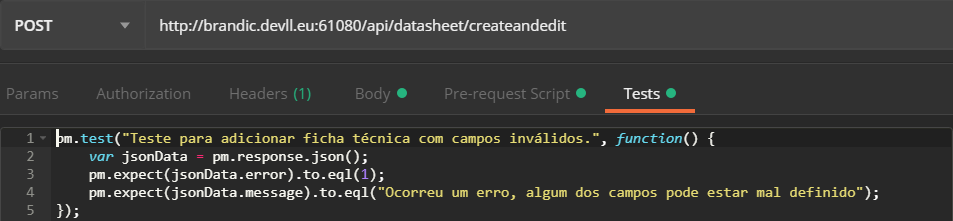 POST http://brandic.devll.eu:61080/api/datasheet/createandedit
Params Authorization Headers (1) Body Pre-request Script Tests
1 pm.test("Teste para adicionar ficha técnica com campos inválidos.", function() {
2 var jsonData = pm.response.json();
3 pm.expect(jsonData.error).to.eql(1);
4 pm.expect(jsonData.message).to.eql("Ocorreu um erro, algum dos campos pode estar mal definido");
5 });